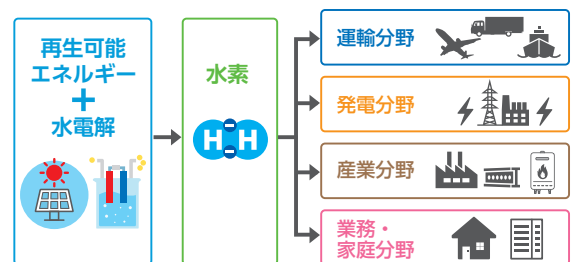 再生可能
エネルギー
+
水電解
水素
H H
運輸分野
発電分野
産業分野
業務・
家庭分野